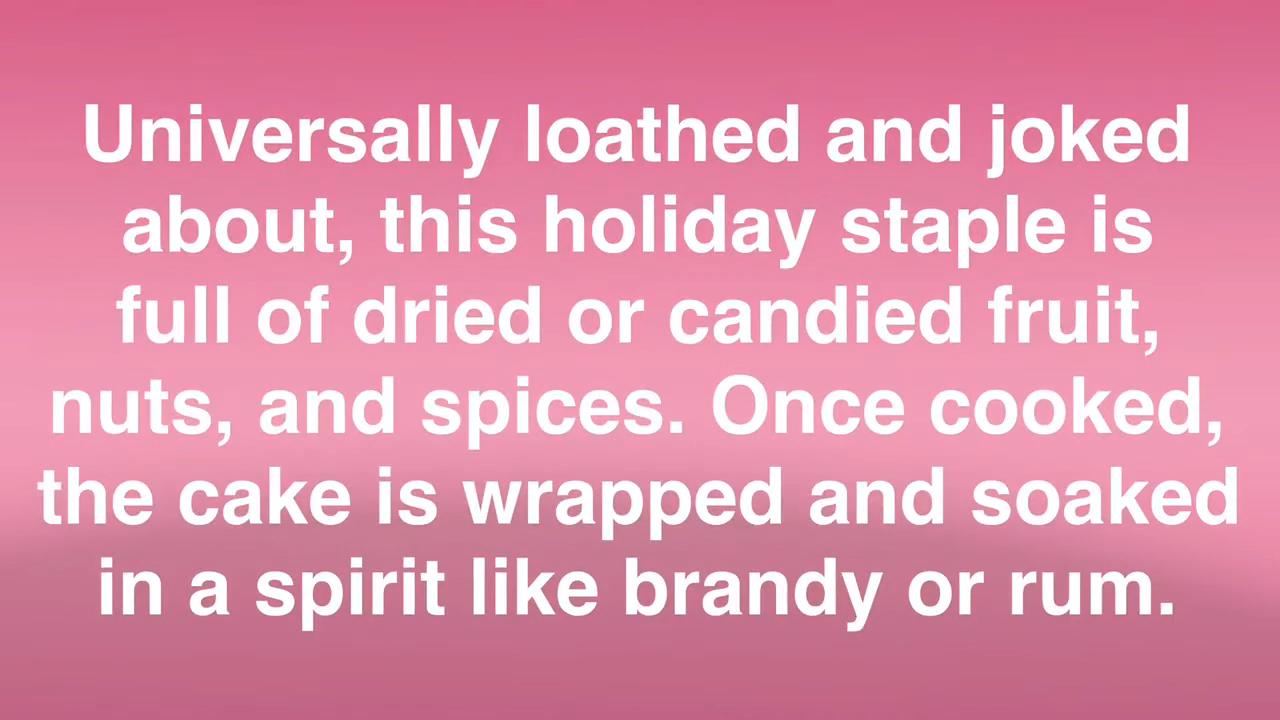 Universally loathed and joked
about, this holiday staple is
full of dried or candied fruit,
nuts, and spices. Once cooked,
the cake is wrapped and soaked
in a spirit like brandy or rum.